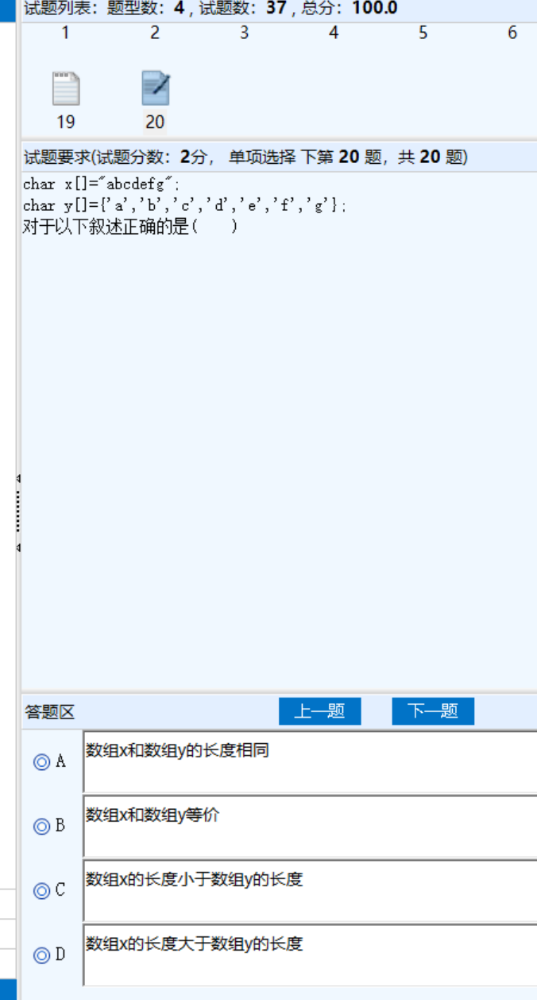 试题列表：题型数：4 , 试题数：37 , 总分：100.0
1 2 3 4 5 6
19 20
试题要求(试题分数：2分， 单项选择 下第 20 题，共 20 题)
char x[]="abcdefg";
char y[]={'a','b','c','d','e','f','g'};
对于以下叙述正确的是(    )
答题区 上一题 下一题
A 数组x和数组y的长度相同
B 数组x和数组y等价
C 数组x的长度小于数组y的长度
D 数组x的长度大于数组y的长度